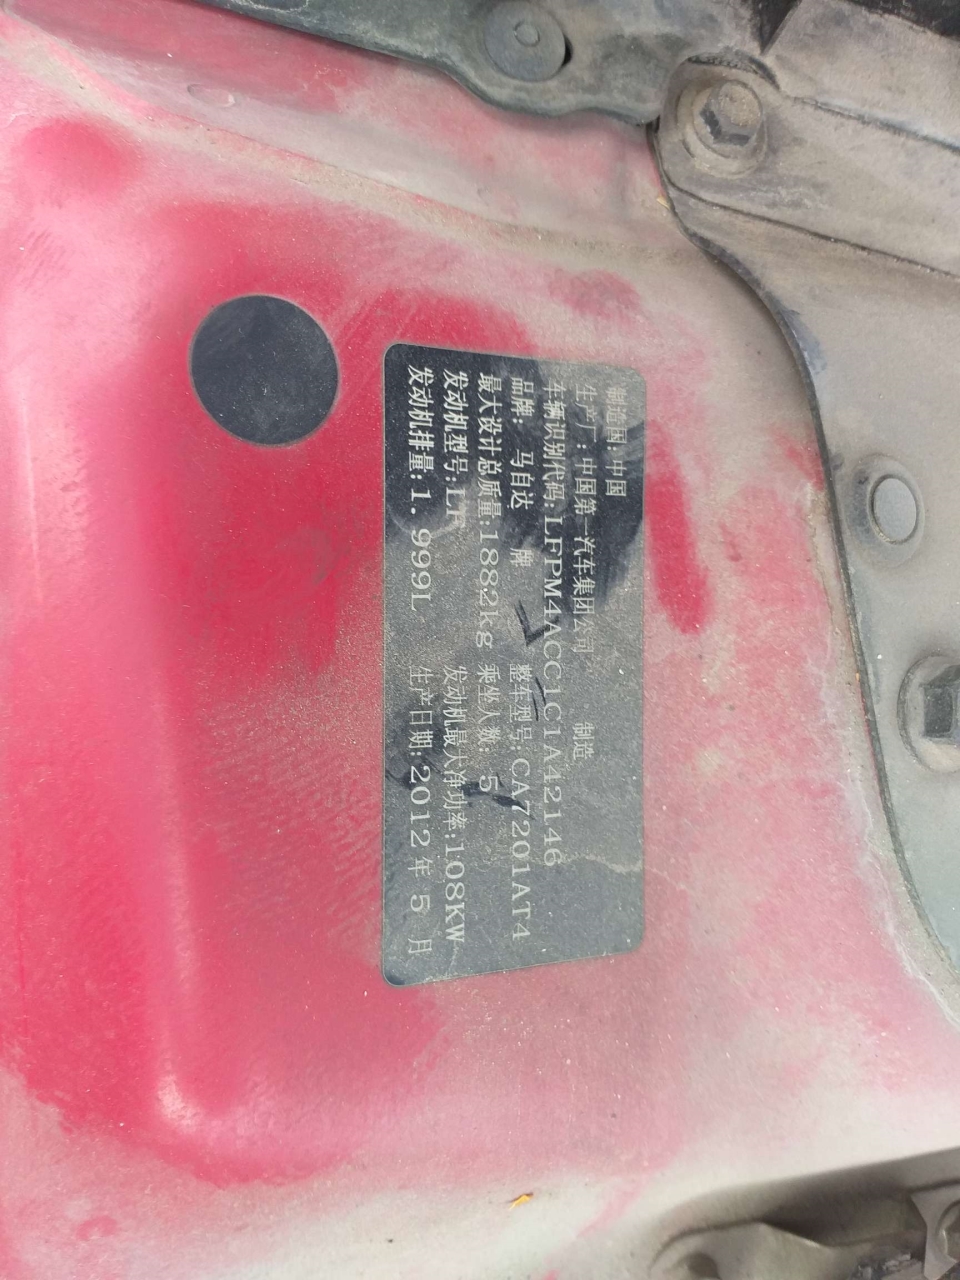 制造国:中国
生产厂:中国第一汽车集团公司 制造
车辆识别代码:LFPM4ACC1C1A42146
品牌: 马自达 牌 整车型号:CA7201AT4
最大设计总质量:1882kg 乘坐人数: 5
发动机型号:LF 发动机最大净功率:108KW
发动机排量:1.999L 生产日期:2012年 5 月